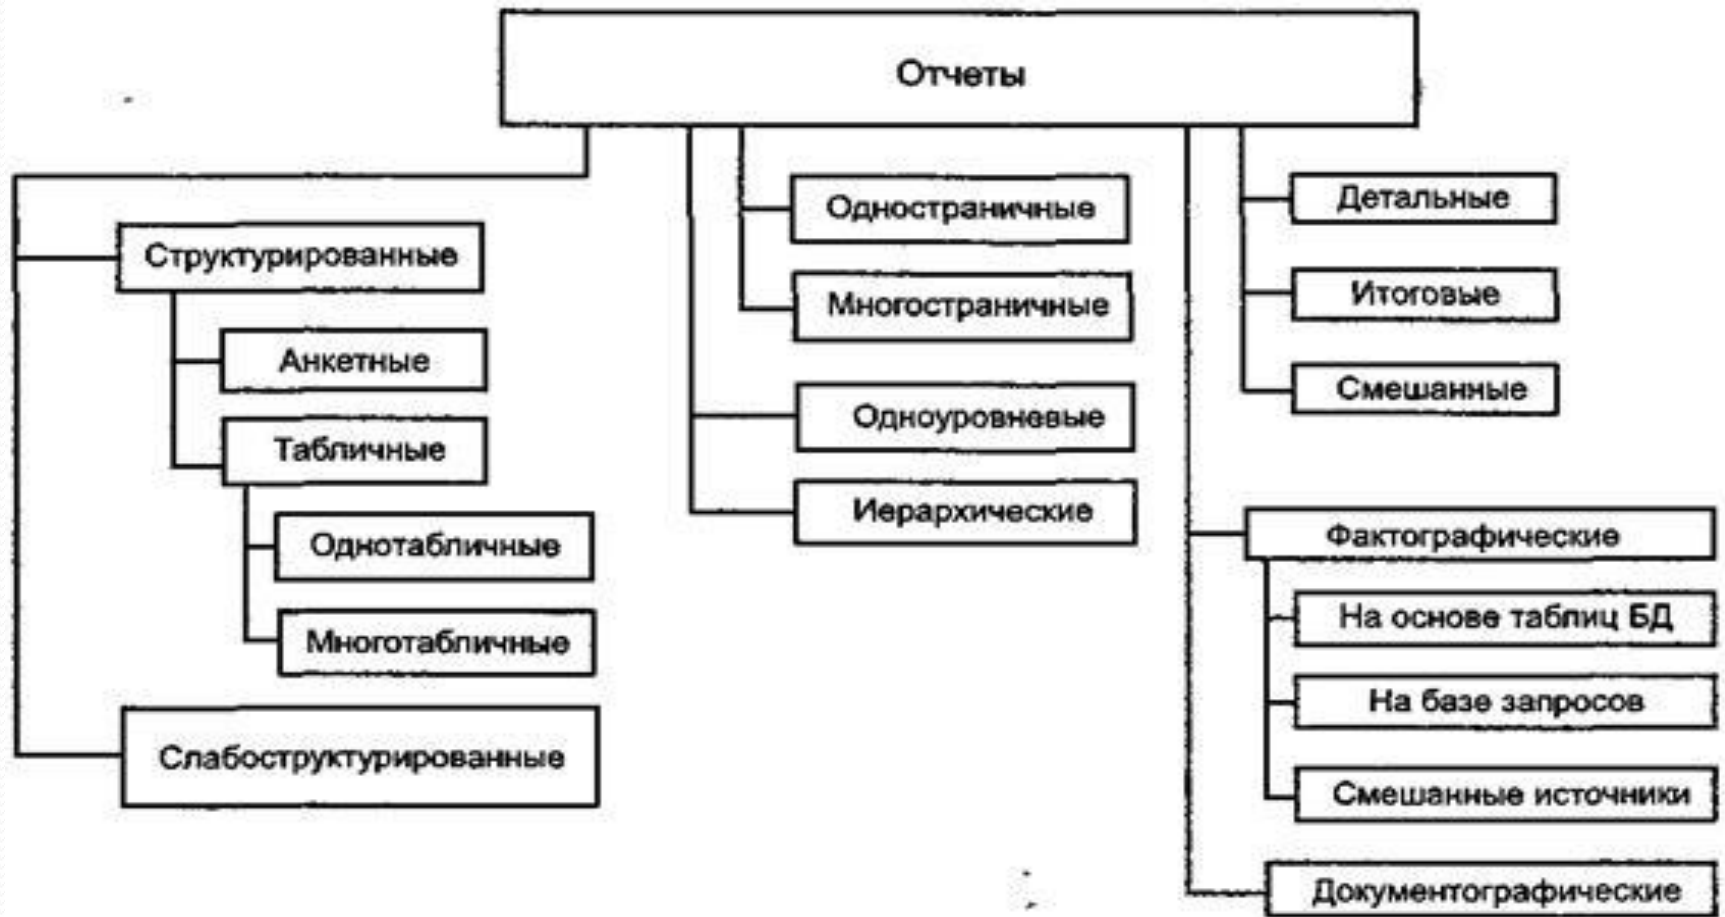 Отчеты
Структурированные
Анкетные
Табличные
Однотабличные
Многотабличные
Слабоструктурированные
Одностраничные
Многостраничные
Одноуровневые
Иерархические
Детальные
Итоговые
Смешанные
Фактографические
На основе таблиц БД
На базе запросов
Смешанные источники
Документографические